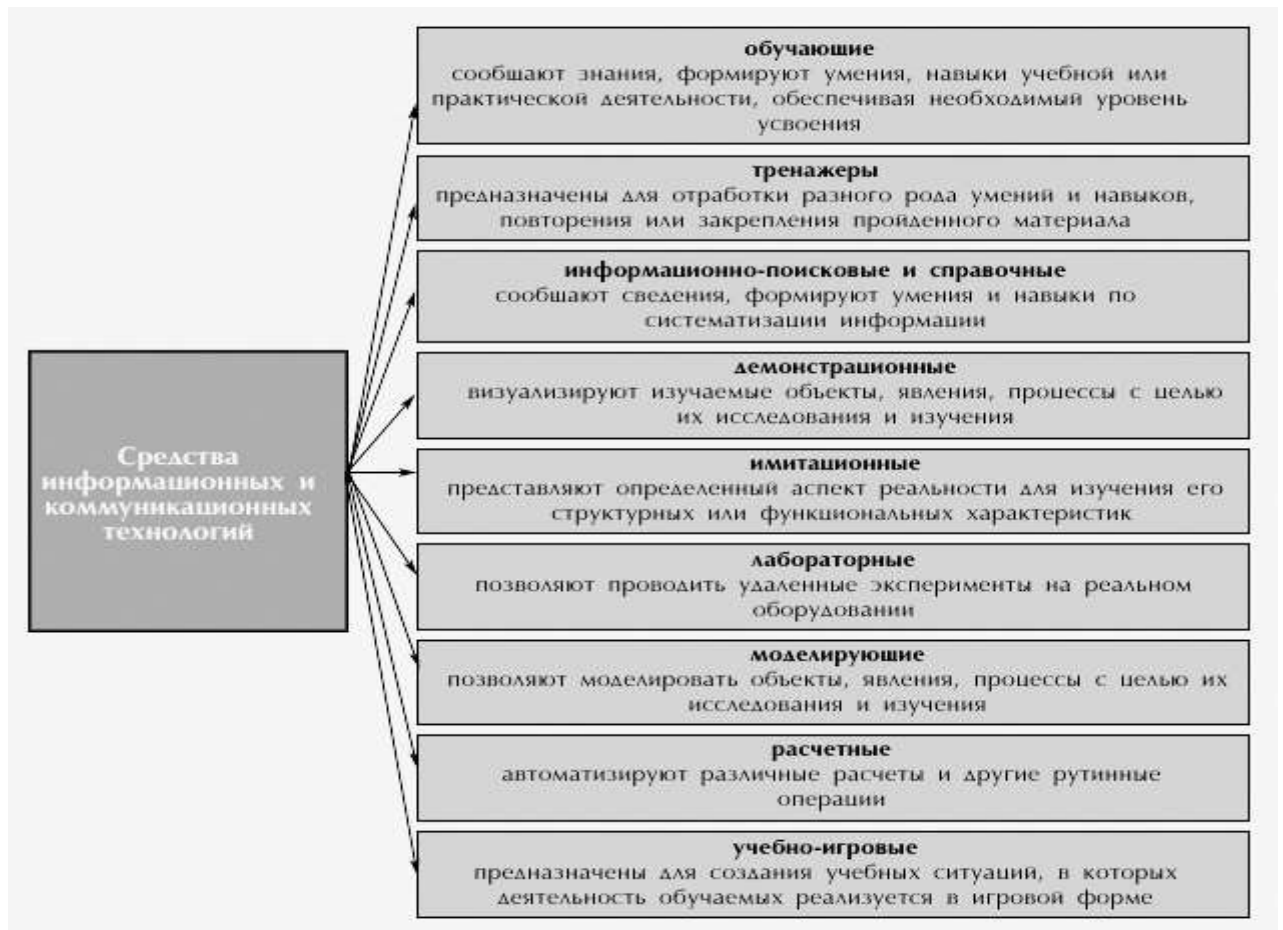 обучающие
сообщают знания, формируют умения, навыки учебной или
практической деятельности, обеспечивая необходимый уровень
усвоения
тренажеры
предназначены для отработки разного рода умений и навыков,
повторения или закрепления пройденного материала
информационно-поисковые и справочные
сообщают сведения, формируют умения и навыки по
систематизации информации
демонстрационные
визуализируют изучаемые объекты, явления, процессы с целью
их исследования и изучения
Средства
информационных и
коммуникационных
технологий
имитационные
представляют определенный аспект реальности для изучения его
структурных или функциональных характеристик
лабораторные
позволяют проводить удаленные эксперименты на реальном
оборудовании
моделирующие
позволяют моделировать объекты, явления, процессы с целью их
исследования и изучения
расчетные
автоматизируют различные расчеты и другие рутинные
операции
учебно-игровые
предназначены для создания учебных ситуаций, в которых
деятельность обучаемых реализуется в игровой форме